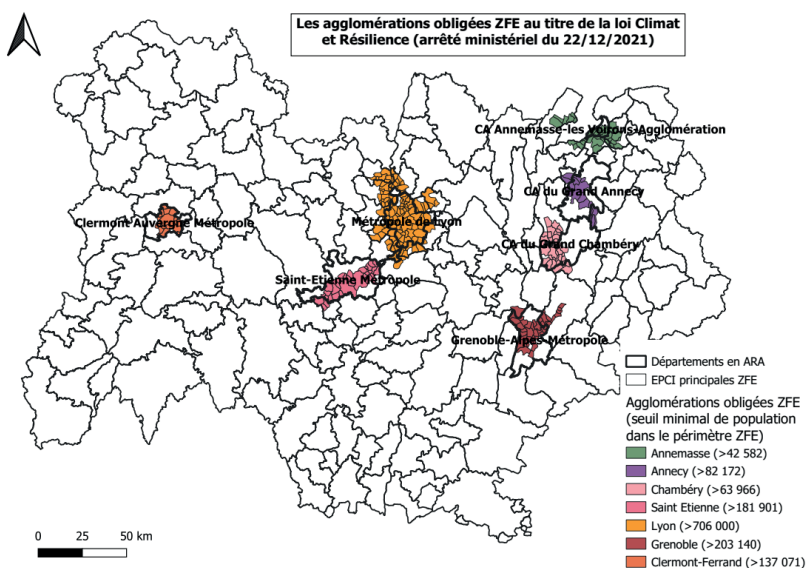 Les agglomérations obligées ZFE au titre de la loi Climat
et Résilience (arrêté ministériel du 22/12/2021)
CA Annemasse-les Voirons-Agglomération
CA du Grand Annecy
Clermont Auvergne Métropole
Métropole de Lyon
CA du Grand Chambéry
Saint-Etienne Métropole
Grenoble-Alpes-Métropole
Départements en ARA
EPCI principales ZFE
Agglomérations obligées ZFE
(seuil minimal de population
dans le périmètre ZFE)
Annemasse (>42 582)
Annecy (>82 172)
Chambéry (>63 966)
Saint Etienne (>181 901)
Lyon (>706 000)
Grenoble (>203 140)
Clermont-Ferrand (>137 071)
0 25 50 km